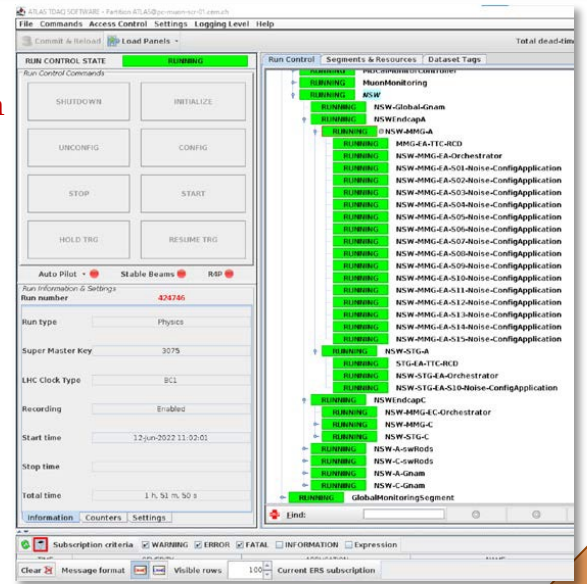 ATLAS TDAQ SOFTWARE - Partition ATLAS@pc-muon-scr-01.cern.ch
File Commands Access Control Settings Logging Level Help
Commit & Reload Load Panels
Total dead-tim
RUN CONTROL STATE RUNNING
Run Control Commands
SHUTDOWN INITIALIZE
UNCONFIG CONFIG
STOP START
HOLD TRG RESUME TRG
Auto Pilot Stable Beams R4P
Run Information & Settings
Run number 424746
Run type Physics
Super Master Key 3075
LHC Clock Type BC1
Recording Enabled
Start time 12-Jun-2022 11:02:01
Stop time
Total time 1 h, 51 m, 50 s
Information Counters Settings
Run Control Segments & Resources Dataset Tags
RUNNING MuonMonitoring
RUNNING NSW
RUNNING NSW-Global-Gnam
RUNNING NSWEndcapA
RUNNING NSW-MMG-A
RUNNING MMG-EA-TTC-RCD
RUNNING NSW-MMG-EA-Orchestrator
RUNNING NSW-MMG-EA-S01-Noise-ConfigApplication
RUNNING NSW-MMG-EA-S02-Noise-ConfigApplication
RUNNING NSW-MMG-EA-S03-Noise-ConfigApplication
RUNNING NSW-MMG-EA-S04-Noise-ConfigApplication
RUNNING NSW-MMG-EA-S05-Noise-ConfigApplication
RUNNING NSW-MMG-EA-S06-Noise-ConfigApplication
RUNNING NSW-MMG-EA-S07-Noise-ConfigApplication
RUNNING NSW-MMG-EA-S08-Noise-ConfigApplication
RUNNING NSW-MMG-EA-S09-Noise-ConfigApplication
RUNNING NSW-MMG-EA-S10-Noise-ConfigApplication
RUNNING NSW-MMG-EA-S11-Noise-ConfigApplication
RUNNING NSW-MMG-EA-S12-Noise-ConfigApplication
RUNNING NSW-MMG-EA-S13-Noise-ConfigApplication
RUNNING NSW-MMG-EA-S14-Noise-ConfigApplication
RUNNING NSW-MMG-EA-S15-Noise-ConfigApplication
RUNNING NSW-STG-A
RUNNING STG-EA-TTC-RCD
RUNNING NSW-STG-EA-Orchestrator
RUNNING NSW-STG-EA-S10-Noise-ConfigApplication
RUNNING NSWEndcapC
RUNNING NSW-MMG-EC-Orchestrator
RUNNING NSW-MMG-C
RUNNING NSW-STG-C
RUNNING NSW-A-swRods
RUNNING NSW-C-swRods
RUNNING NSW-A-Gnam
RUNNING NSW-C-Gnam
RUNNING GlobalMonitoringSegment
Find:
Subscription criteria WARNING ERROR FATAL INFORMATION Expression
Clear Message format Visible rows 100 Current ERS subscription